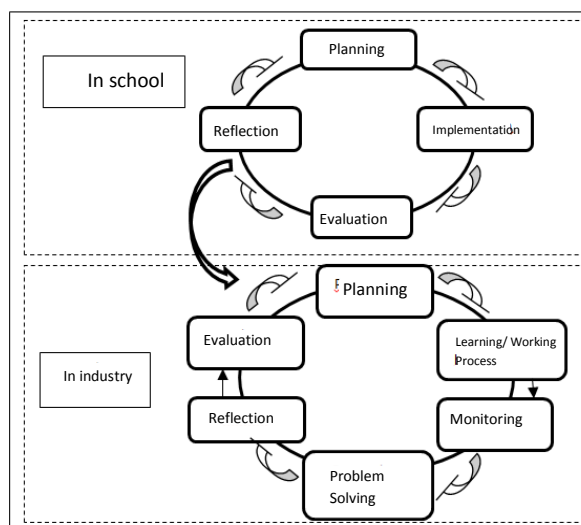 Planning
In school
Reflection
Implementation
Evaluation
Planning
Evaluation
Learning/ Working
Process
In industry
Reflection
Monitoring
Problem
Solving